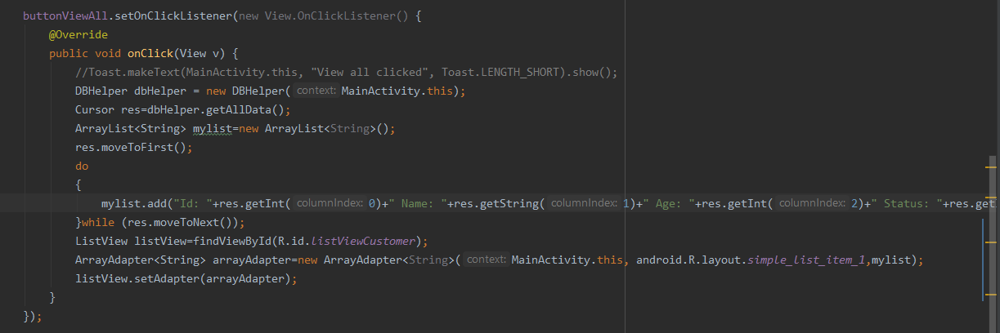 buttonViewAll.setOnClickListener(new View.OnClickListener() {
@Override
public void onClick(View v) {
//Toast.makeText(MainActivity.this, "View all clicked", Toast.LENGTH_SHORT).show();
DBHelper dbHelper = new DBHelper( context: MainActivity.this);
Cursor res=dbHelper.getAllData();
ArrayList<String> mylist=new ArrayList<String>();
res.moveToFirst();
do
{
mylist.add("Id: "+res.getInt( columnIndex: 0)+" Name: "+res.getString( columnIndex: 1)+" Age: "+res.getInt( columnIndex: 2)+" Status: "+res.get
}while (res.moveToNext());
ListView listView=findViewById(R.id.listViewCustomer);
ArrayAdapter<String> arrayAdapter=new ArrayAdapter<String>( context: MainActivity.this, android.R.layout.simple_list_item_1,mylist);
listView.setAdapter(arrayAdapter);
}
});